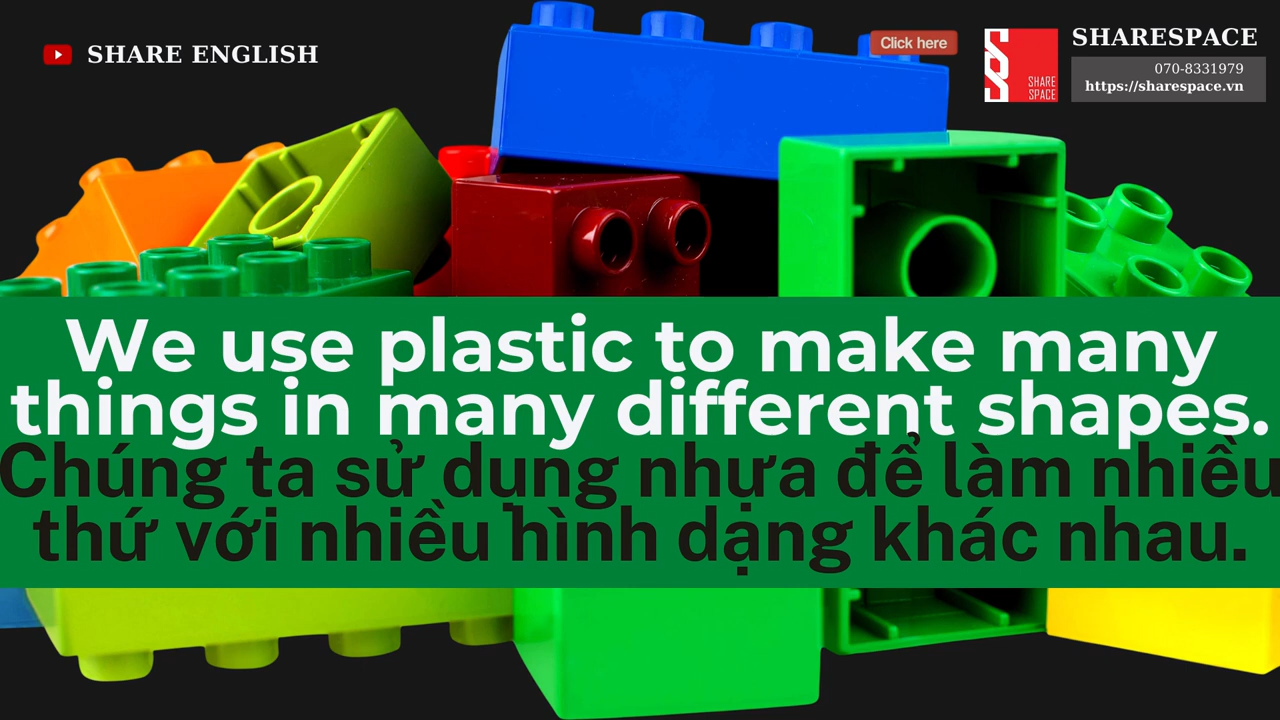 SHARE ENGLISH
Click here
SHARE
SPACE
SHARESPACE
070-8331979
https://sharespace.vn
We use plastic to make many
things in many different shapes.
Chúng ta sử dụng nhựa để làm nhiều
thứ với nhiều hình dạng khác nhau.